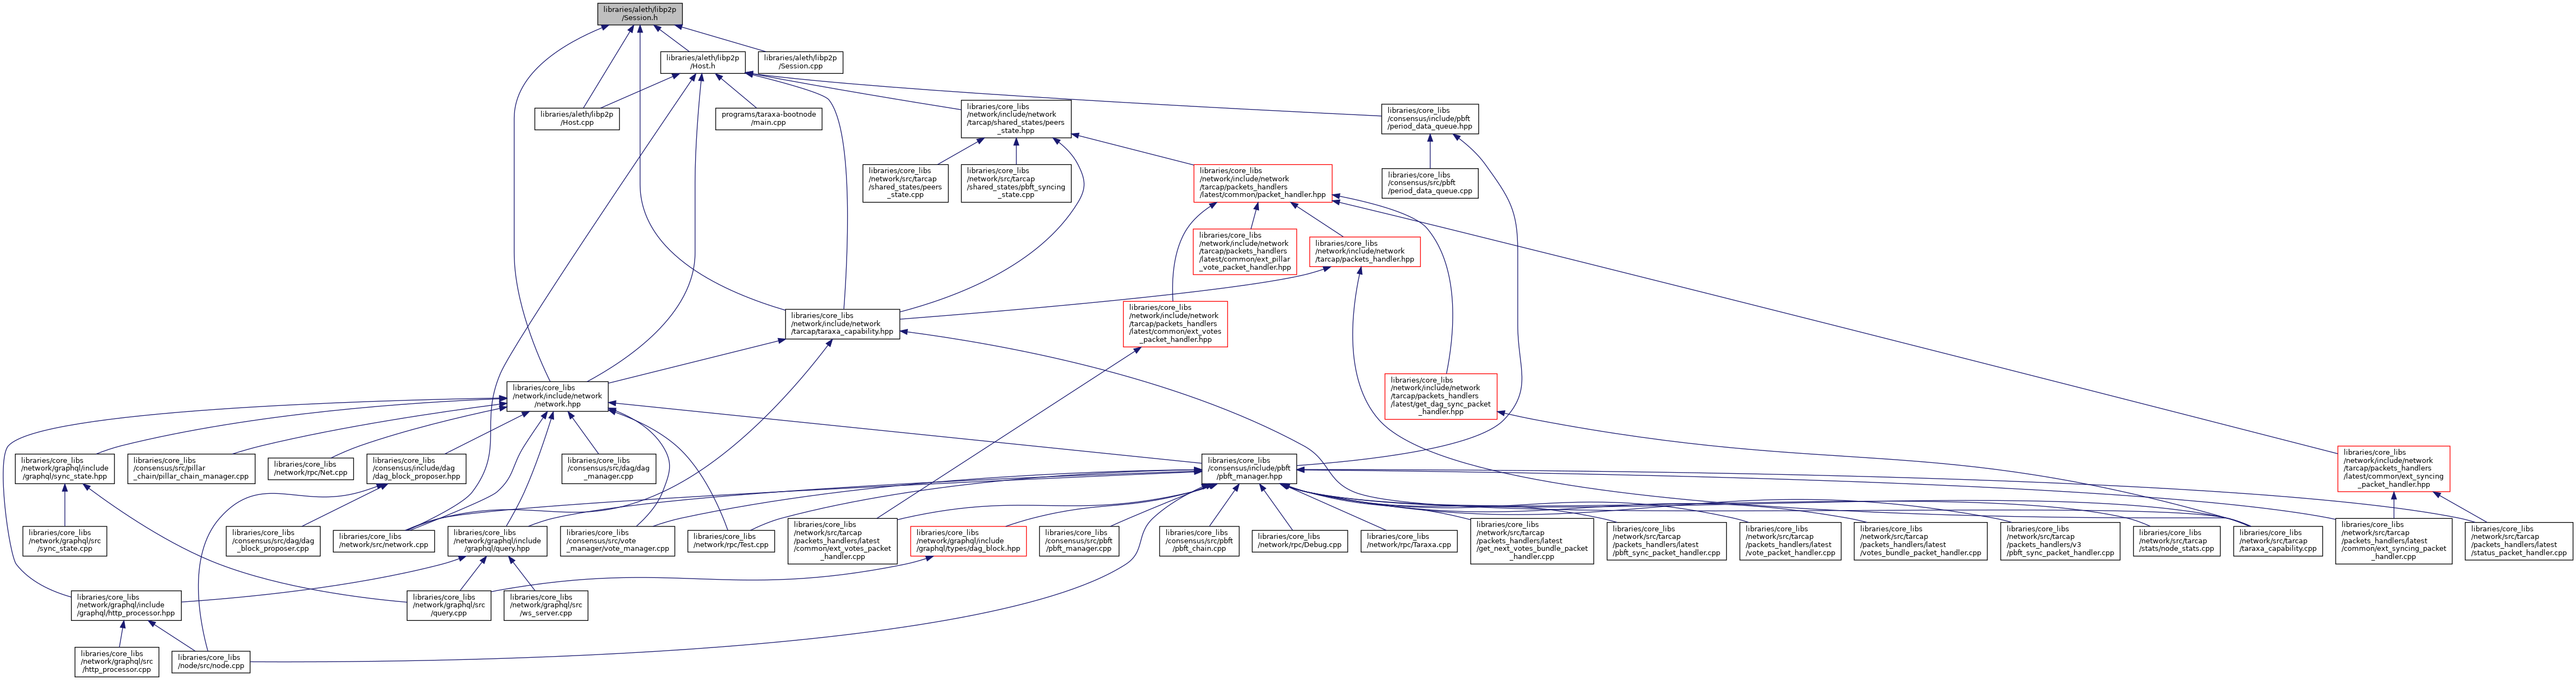 libraries/aleth/libp2p
/Session.h
libraries/aleth/libp2p
/Host.h
libraries/aleth/libp2p
/Session.cpp
libraries/aleth/libp2p
/Host.cpp
programs/taraxa-bootnode
/main.cpp
libraries/core_libs
/network/include/network
/tarcap/shared_states/peers
_state.hpp
libraries/core_libs
/consensus/include/pbft
/period_data_queue.hpp
libraries/core_libs
/network/src/tarcap
/shared_states/peers
_state.cpp
libraries/core_libs
/network/src/tarcap
/shared_states/pbft_syncing
_state.cpp
libraries/core_libs
/network/include/network
/tarcap/packets_handlers
/latest/common/packet_handler.hpp
libraries/core_libs
/consensus/src/pbft
/period_data_queue.cpp
libraries/core_libs
/network/include/network
/tarcap/packets_handlers
/latest/common/ext_pillar
_vote_packet_handler.hpp
libraries/core_libs
/network/include/network
/tarcap/packets_handler.hpp
libraries/core_libs
/network/include/network
/tarcap/taraxa_capability.hpp
libraries/core_libs
/network/include/network
/tarcap/packets_handlers
/latest/common/ext_votes
_packet_handler.hpp
libraries/core_libs
/network/include/network
/network.hpp
libraries/core_libs
/network/include/network
/tarcap/packets_handlers
/latest/get_dag_sync_packet
_handler.hpp
libraries/core_libs
/network/graphql/include
/graphql/sync_state.hpp
libraries/core_libs
/consensus/src/pillar
_chain/pillar_chain_manager.cpp
libraries/core_libs
/network/rpc/Net.cpp
libraries/core_libs
/consensus/include/dag
/dag_block_proposer.hpp
libraries/core_libs
/consensus/src/dag/dag
_manager.cpp
libraries/core_libs
/consensus/include/pbft
/pbft_manager.hpp
libraries/core_libs
/network/include/network
/tarcap/packets_handlers
/latest/common/ext_syncing
_packet_handler.hpp
libraries/core_libs
/network/graphql/src
/sync_state.cpp
libraries/core_libs
/consensus/src/dag/dag
_block_proposer.cpp
libraries/core_libs
/network/src/network.cpp
libraries/core_libs
/network/graphql/include
/graphql/query.hpp
libraries/core_libs
/consensus/src/vote
_manager/vote_manager.cpp
libraries/core_libs
/network/rpc/Test.cpp
libraries/core_libs
/network/src/tarcap
/packets_handlers/latest
/common/ext_votes_packet
_handler.cpp
libraries/core_libs
/network/graphql/include
/graphql/types/dag_block.hpp
libraries/core_libs
/consensus/src/pbft
/pbft_manager.cpp
libraries/core_libs
/consensus/src/pbft
/pbft_chain.cpp
libraries/core_libs
/network/rpc/Debug.cpp
libraries/core_libs
/network/rpc/Taraxa.cpp
libraries/core_libs
/network/src/tarcap
/packets_handlers/latest
/get_next_votes_bundle_packet
_handler.cpp
libraries/core_libs
/network/src/tarcap
/packets_handlers/latest
/pbft_sync_packet_handler.cpp
libraries/core_libs
/network/src/tarcap
/packets_handlers/latest
/vote_packet_handler.cpp
libraries/core_libs
/network/src/tarcap
/packets_handlers/latest
/votes_bundle_packet_handler.cpp
libraries/core_libs
/network/src/tarcap
/packets_handlers/v3
/pbft_sync_packet_handler.cpp
libraries/core_libs
/network/src/tarcap
/stats/node_stats.cpp
libraries/core_libs
/network/src/tarcap
/taraxa_capability.cpp
libraries/core_libs
/network/src/tarcap
/packets_handlers/latest
/common/ext_syncing_packet
_handler.cpp
libraries/core_libs
/network/src/tarcap
/packets_handlers/latest
/status_packet_handler.cpp
libraries/core_libs
/network/graphql/include
/graphql/http_processor.hpp
libraries/core_libs
/network/graphql/src
/query.cpp
libraries/core_libs
/network/graphql/src
/ws_server.cpp
libraries/core_libs
/network/graphql/src
/http_processor.cpp
libraries/core_libs
/node/src/node.cpp